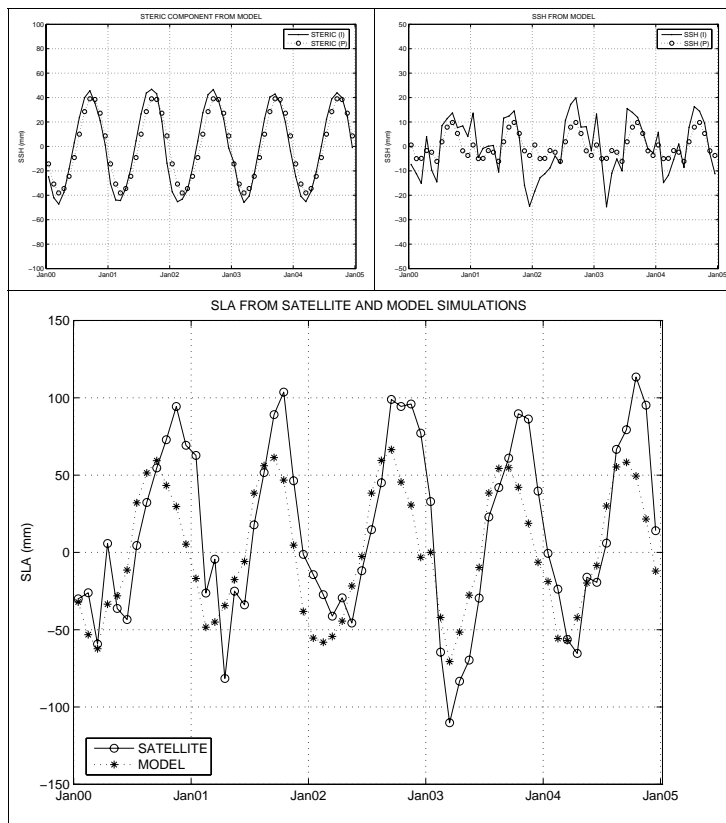 STERIC COMPONENT FROM MODEL
100
80
60
40
20
0
−20
−40
−60
−80
−100
SSH (mm)
STERIC (I)
STERIC (P)
Jan00
Jan01
Jan02
Jan03
Jan04
Jan05
SSH FROM MODEL
50
40
30
20
10
0
−10
−20
−30
−40
−50
SSH (mm)
SSH (I)
SSH (P)
Jan00
Jan01
Jan02
Jan03
Jan04
Jan05
SLA FROM SATELLITE AND MODEL SIMULATIONS
150
100
50
0
−50
−100
−150
SLA (mm)
SATELLITE
MODEL
Jan00
Jan01
Jan02
Jan03
Jan04
Jan05